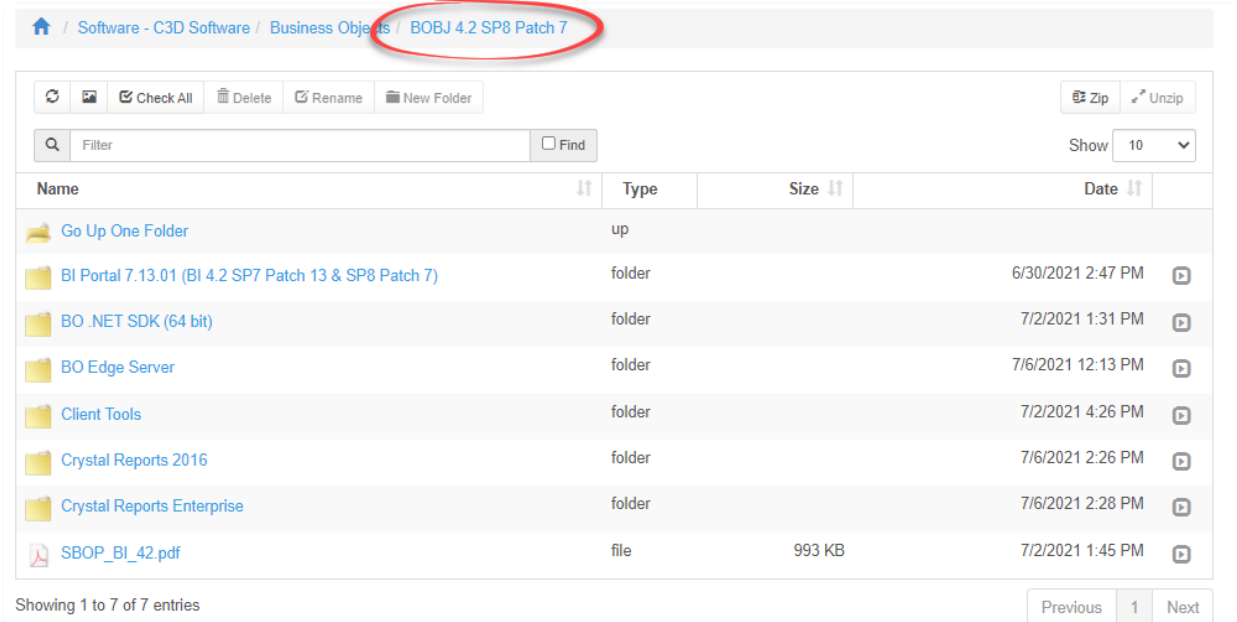 / Software - C3D Software / Business Objects / BOBJ 4.2 SP8 Patch 7
Check All Delete Rename New Folder Zip Unzip
Filter Find Show 10
Name Type Size Date
Go Up One Folder up
BI Portal 7.13.01 (BI 4.2 SP7 Patch 13 & SP8 Patch 7) folder 6/30/2021 2:47 PM
BO .NET SDK (64 bit) folder 7/2/2021 1:31 PM
BO Edge Server folder 7/6/2021 12:13 PM
Client Tools folder 7/2/2021 4:26 PM
Crystal Reports 2016 folder 7/6/2021 2:26 PM
Crystal Reports Enterprise folder 7/6/2021 2:28 PM
SBOP_BI_42.pdf file 993 KB 7/2/2021 1:45 PM
Showing 1 to 7 of 7 entries Previous 1 Next